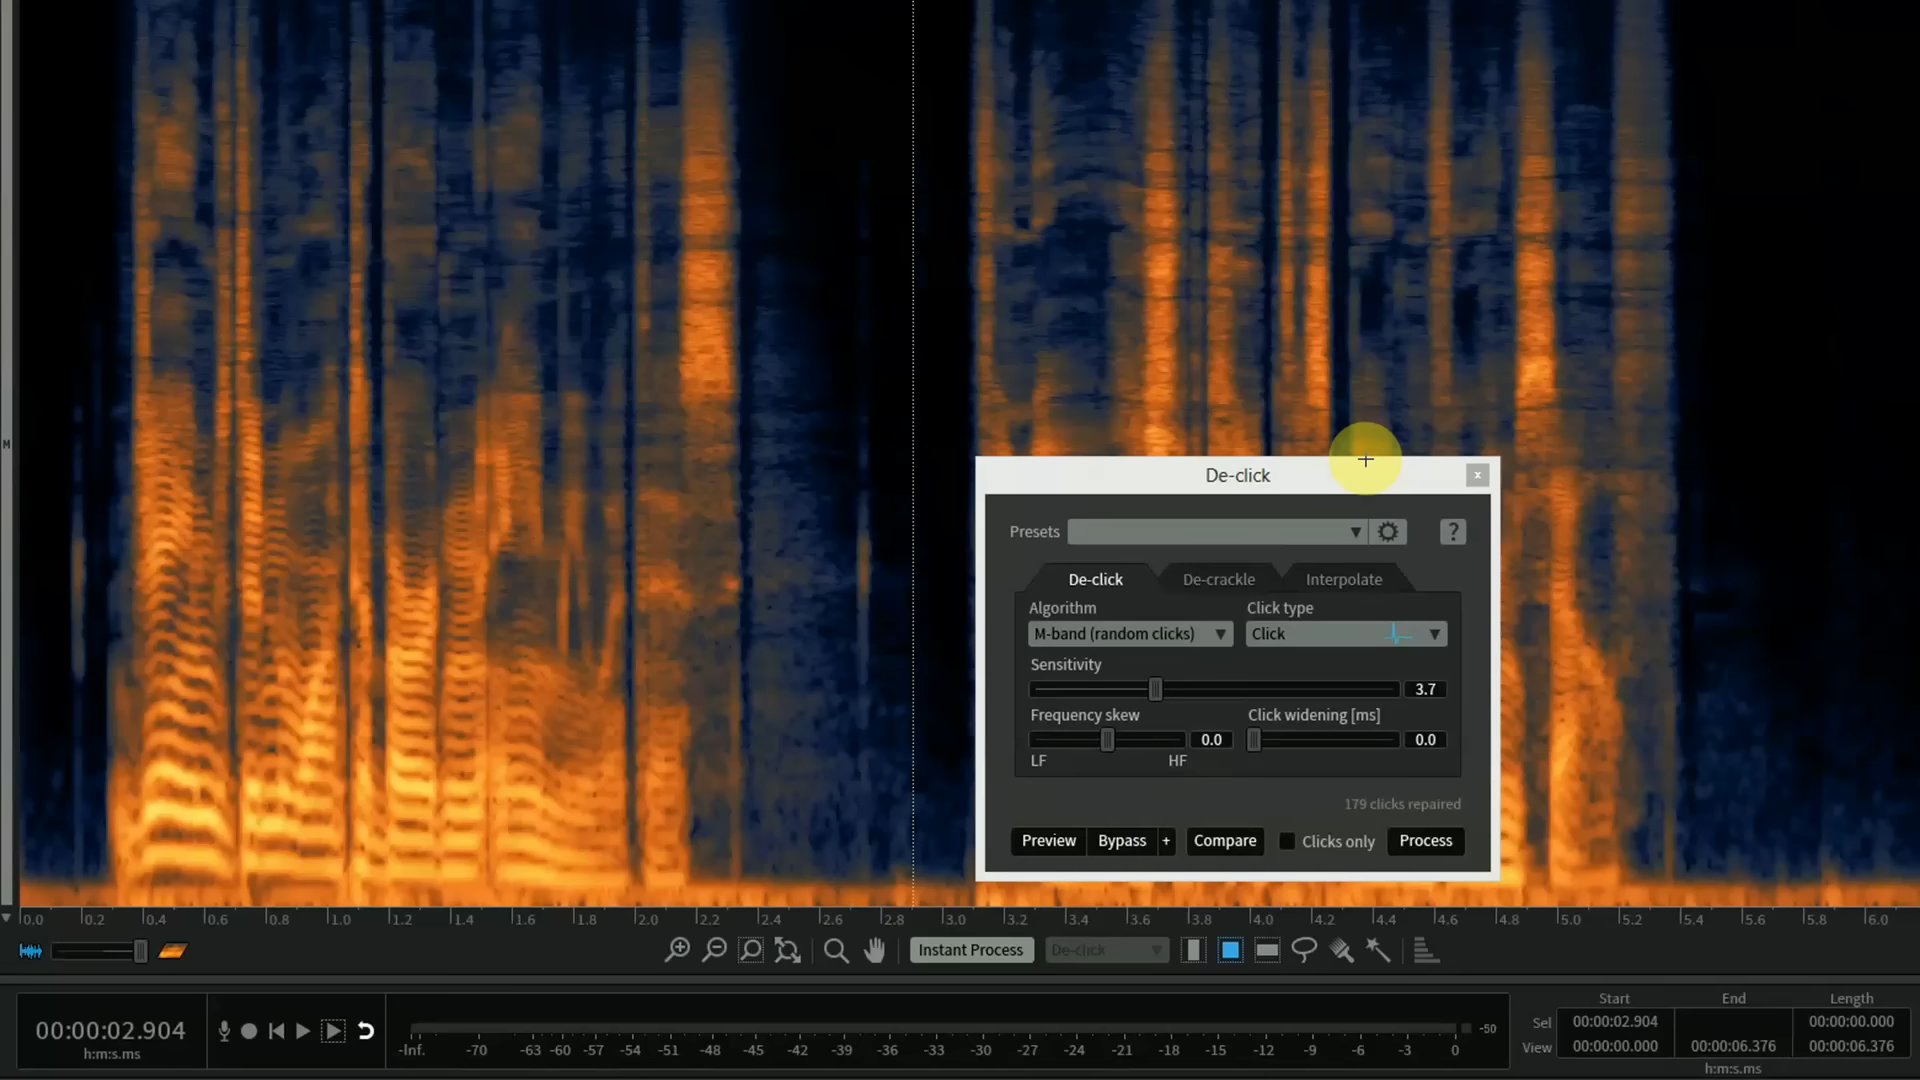 M
De-click
x
Presets
?
De-click De-crackle Interpolate
Algorithm Click type
M-band (random clicks) Click
Sensitivity
3.7
Frequency skew Click widening [ms]
0.0 0.0
LF HF
179 clicks repaired
Preview Bypass + Compare Clicks only Process
0.0 0.2 0.4 0.6 0.8 1.0 1.2 1.4 1.6 1.8 2.0 2.2 2.4 2.6 2.8 3.0 3.2 3.4 3.6 3.8 4.0 4.2 4.4 4.6 4.8 5.0 5.2 5.4 5.6 5.8 6.0
Instant Process De-click
Start End Length
00:00:02.904
h:m:s.ms
-Inf. -70 -63 -60 -57 -54 -51 -48 -45 -42 -39 -36 -33 -30 -27 -24 -21 -18 -15 -12 -9 -6 -3 0
-50
Sel 00:00:02.904 00:00:00.000
View 00:00:00.000 00:00:06.376 00:00:06.376
h:m:s.ms